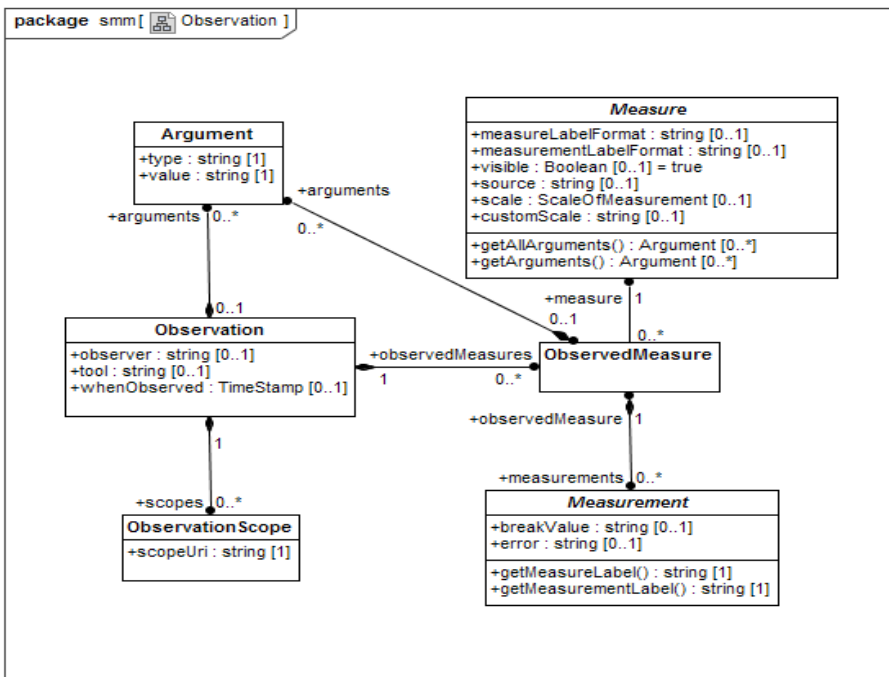 package smm[ Observation ]
Argument
+type : string [1]
+value : string [1]
Measure
+measureLabelFormat : string [0..1]
+measurementLabelFormat : string [0..1]
+visible : Boolean [0..1] = true
+source : string [0..1]
+scale : ScaleOfMeasurement [0..1]
+customScale : string [0..1]
+getAllArguments() : Argument [0..*]
+getArguments() : Argument [0..*]
+arguments
0..*
+arguments
0..*
0..1
+measure
1
0..1
0..*
Observation
+observer : string [0..1]
+tool : string [0..1]
+whenObserved : TimeStamp [0..1]
+observedMeasures
1
0..*
ObservedMeasure
+observedMeasure
1
1
+measurements
0..*
+scopes
0..*
ObservationScope
+scopeUri : string [1]
Measurement
+breakValue : string [0..1]
+error : string [0..1]
+getMeasureLabel() : string [1]
+getMeasurementLabel() : string [1]